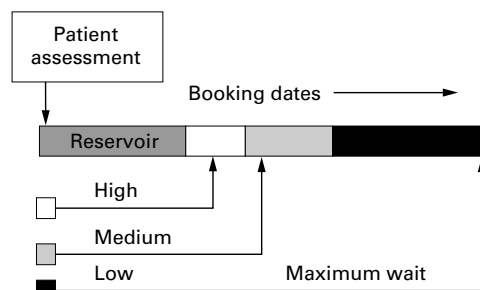 Patient
assessment
Booking dates
Reservoir
High
Medium
Low Maximum wait